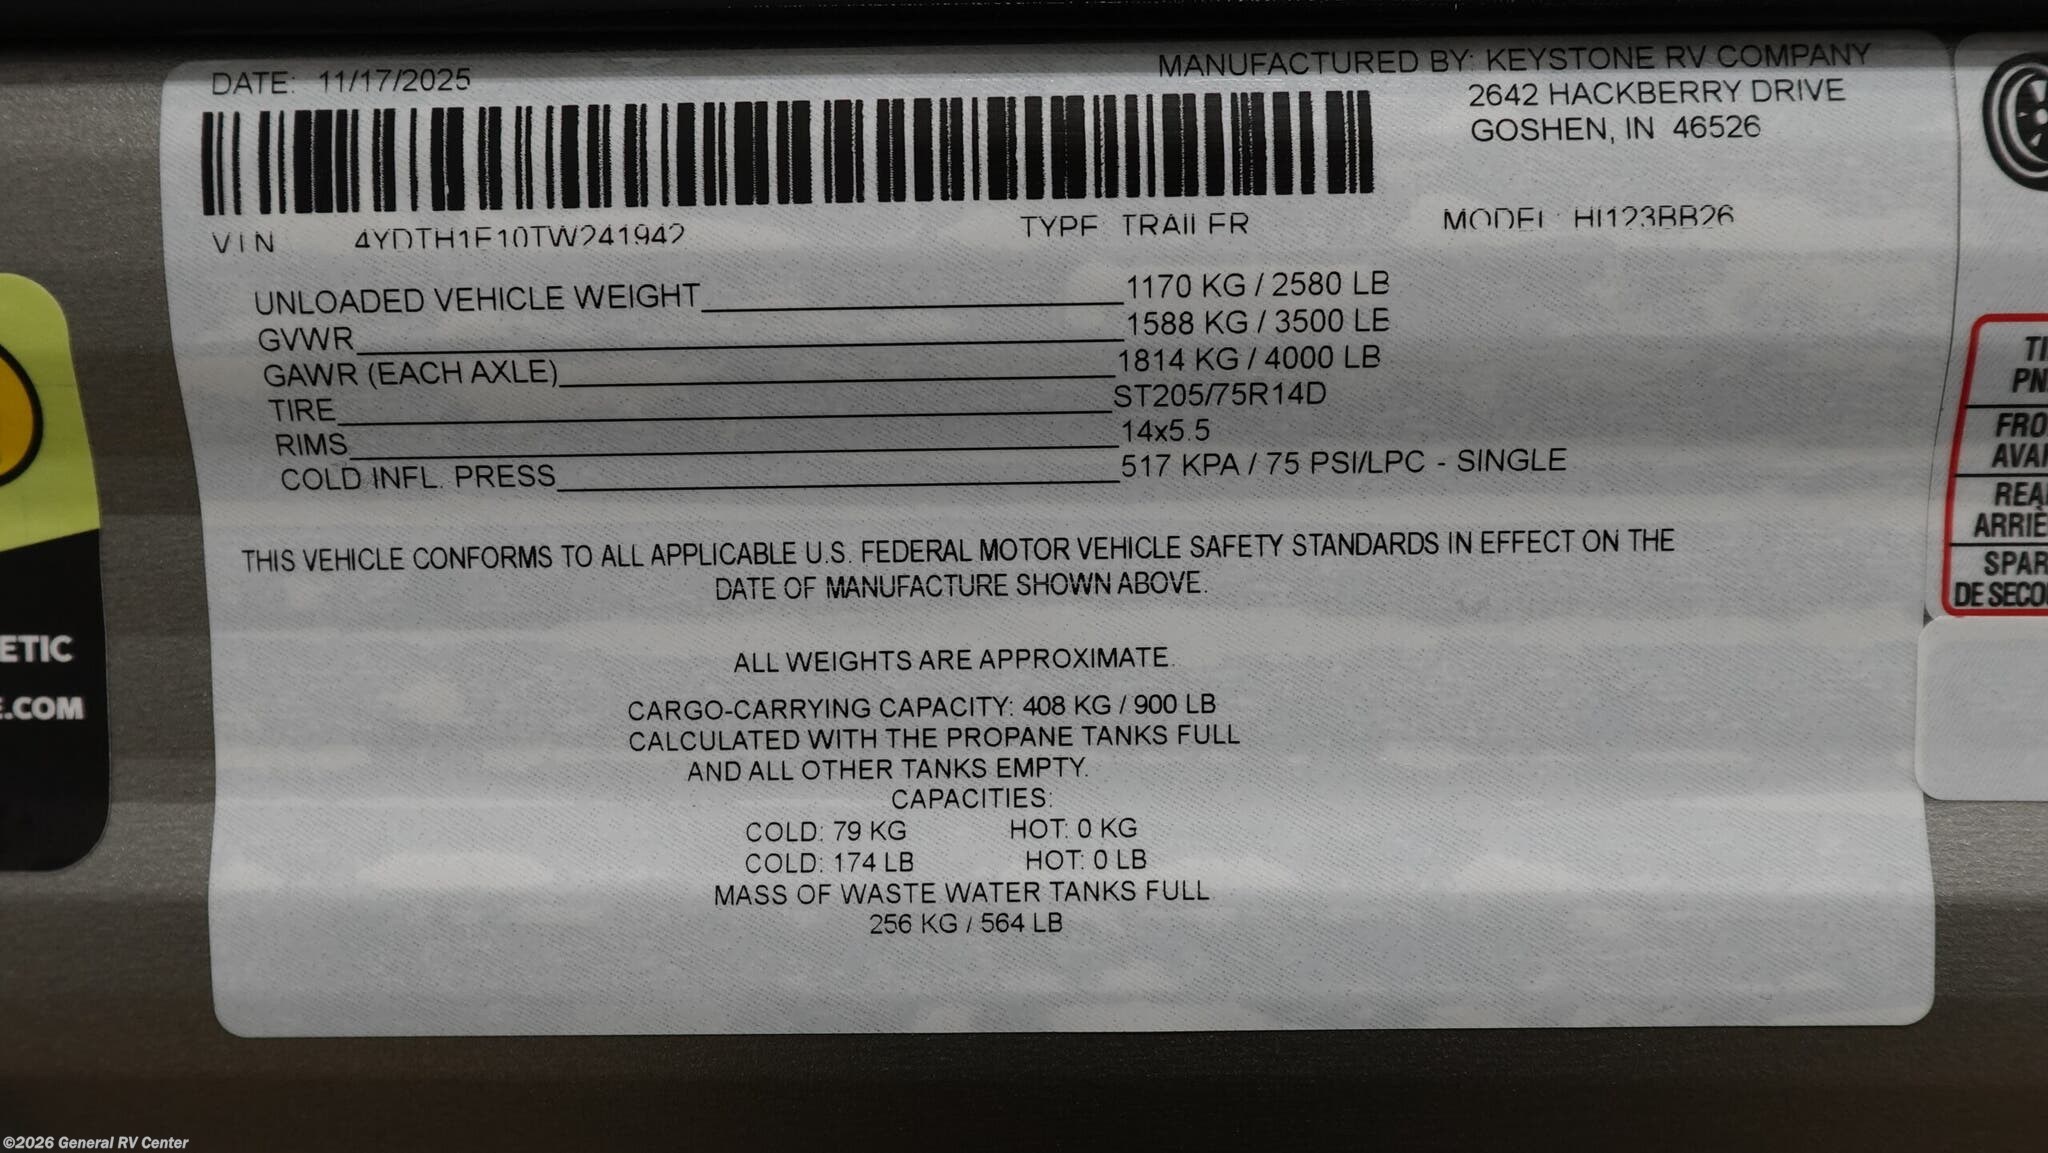 DATE: 11/17/2025
MANUFACTURED BY: KEYSTONE RV COMPANY
2642 HACKBERRY DRIVE
GOSHEN, IN 46526
VIN 4YDTH1E10TW241942
TYPE TRAILER
MODEL: HI123BB26
UNLOADED VEHICLE WEIGHT 1170 KG / 2580 LB
GVWR 1588 KG / 3500 LB
GAWR (EACH AXLE) 1814 KG / 4000 LB
TIRE ST205/75R14D
RIMS 14x5.5
COLD INFL. PRESS 517 KPA / 75 PSI/LPC - SINGLE
THIS VEHICLE CONFORMS TO ALL APPLICABLE U.S. FEDERAL MOTOR VEHICLE SAFETY STANDARDS IN EFFECT ON THE
DATE OF MANUFACTURE SHOWN ABOVE.
ALL WEIGHTS ARE APPROXIMATE.
CARGO-CARRYING CAPACITY: 408 KG / 900 LB
CALCULATED WITH THE PROPANE TANKS FULL
AND ALL OTHER TANKS EMPTY.
CAPACITIES:
COLD: 79 KG HOT: 0 KG
COLD: 174 LB HOT: 0 LB
MASS OF WASTE WATER TANKS FULL
256 KG / 564 LB
ETIC
E.COM
TI
PN
FRO
AVA
REA
ARRIÈ
SPAR
DE SECO
©2026 General RV Center